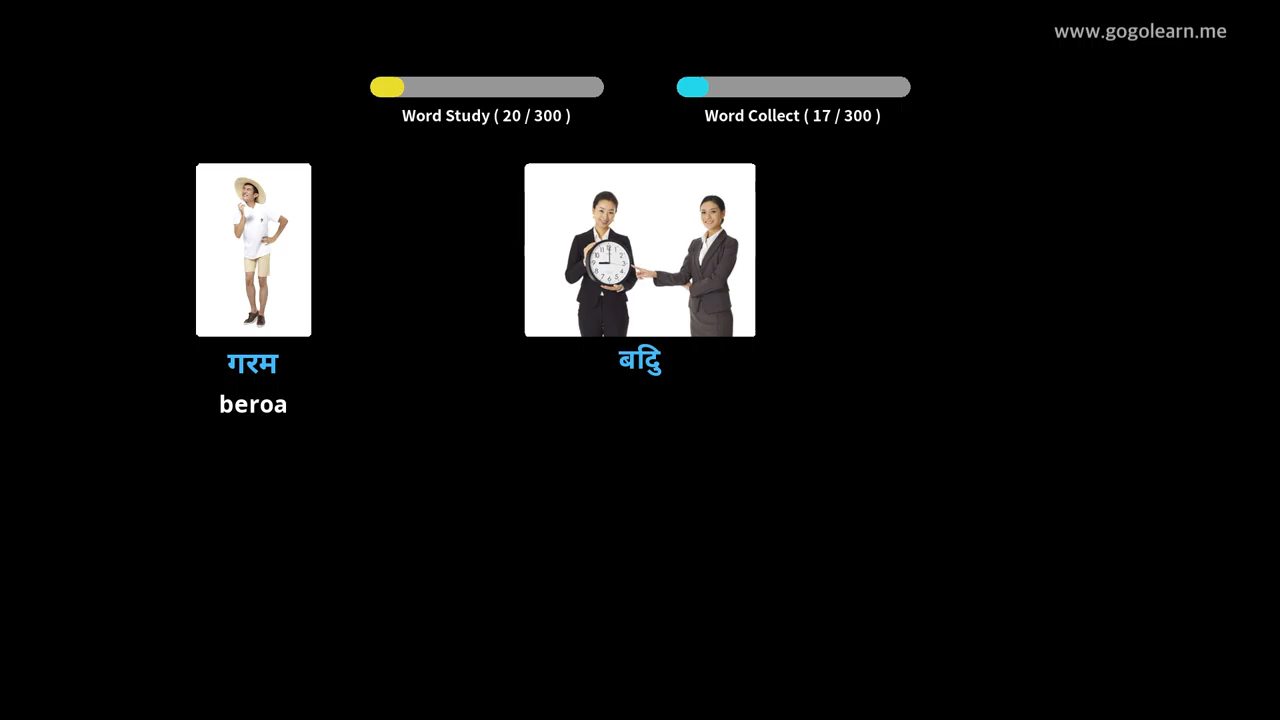 www.gogolearn.me
Word Study ( 20 / 300 )
Word Collect ( 17 / 300 )
गरम
बदिु
beroa